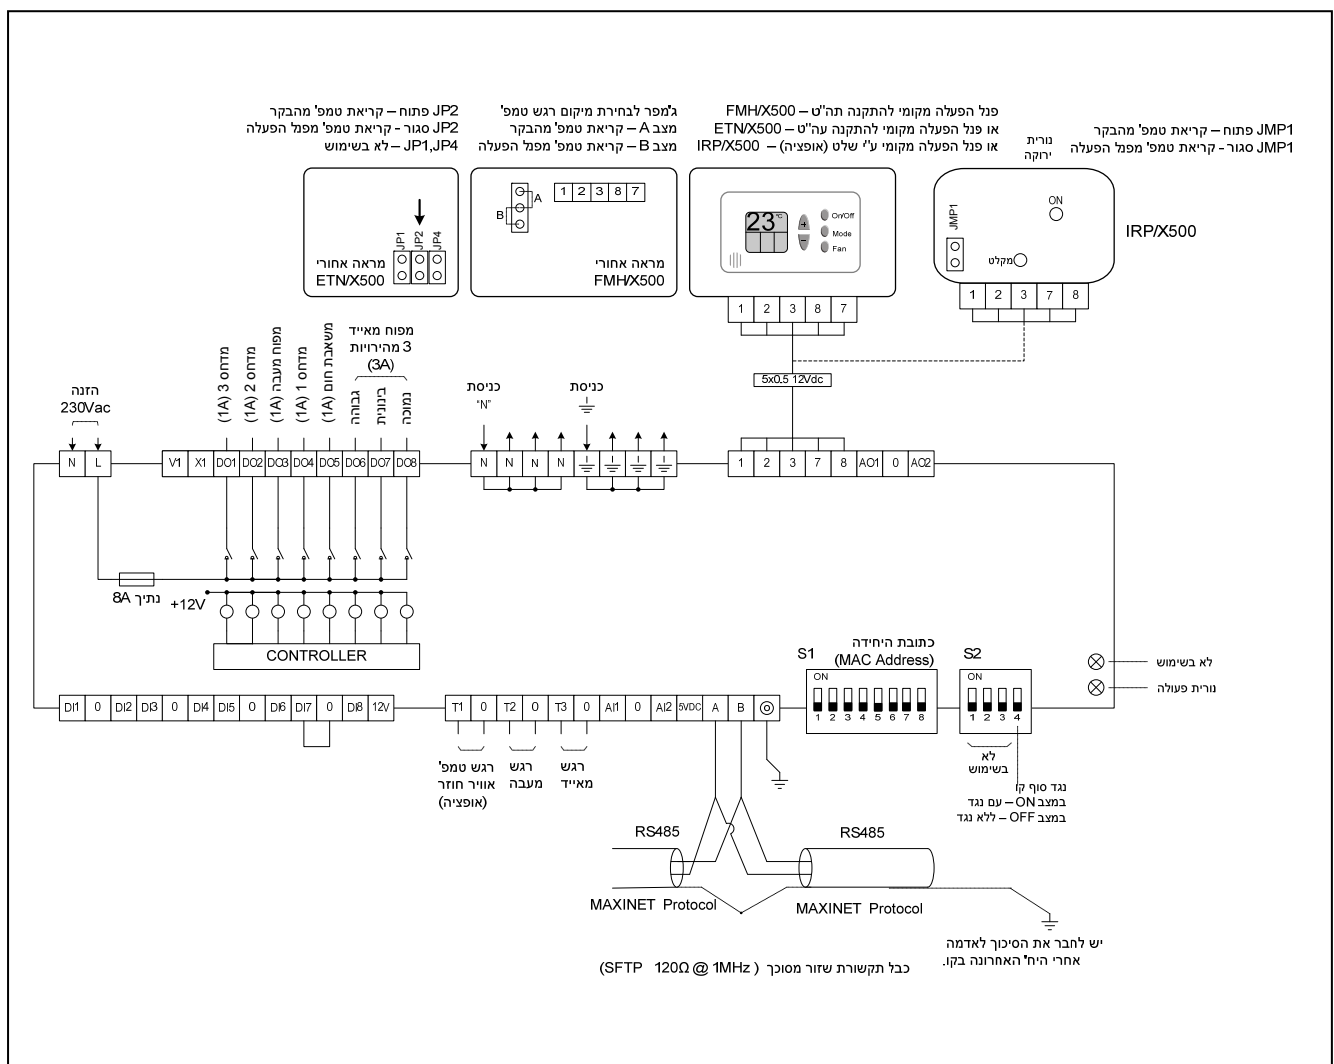 JP2 פתוח – קריאת טמפ' מהבקר
JP2 סגור - קריאת טמפ' מפנל הפעלה
JP1,JP4 – לא בשימוש
ג'מפר לבחירת מיקום רגש טמפ'
מצב A – קריאת טמפ' מהבקר
מצב B – קריאת טמפ' מפנל הפעלה
פנל הפעלה מקומי להתקנה תה"ט – FMH/X500
או פנל הפעלה מקומי להתקנה עה"ט – ETN/X500
או פנל הפעלה מקומי ע"י שלט (אופציה) – IRP/X500
נורית
ירוקה
JMP1 פתוח – קריאת טמפ' מהבקר
JMP1 סגור - קריאת טמפ' מפנל הפעלה
JP1
JP2
JP4
מראה אחורי
ETN/X500
A
B
1 2 3 8 7
מראה אחורי
FMH/X500
23°C
On/Off
Mode
Fan
+
–
1 2 3 8 7
JMP1
ON
מקלט
IRP/X500
1 2 3 7 8
5x0.5 12Vdc
הזנה
230Vac
מדחס 3 (1A)
מדחס 2 (1A)
מפוח מעבה (1A)
מדחס 1 (1A)
משאבת חום (1A)
מפוח מאייד
3 מהירויות
(3A)
גבוהה
בינונית
נמוכה
כניסת
"N"
כניסת
N L
V1 X1 DO1 DO2 DO3 DO4 DO5 DO6 DO7 DO8
N N N N
1 2 3 7 8 AO1 0 AO2
נתיך 8A
+12V
CONTROLLER
S1
כתובת היחידה
(MAC Address)
ON
1 2 3 4 5 6 7 8
S2
ON
1 2 3 4
לא בשימוש
נורית פעולה
DI1 0 DI2 DI3 0 DI4 DI5 0 DI6 DI7 0 DI8 12V
T1 0 T2 0 T3 0 AI1 0 AI2 5VDC A B
רגש טמפ'
אוויר חוזר
(אופציה)
רגש
מעבה
רגש
מאייד
לא
בשימוש
נגד סוף קו
במצב ON – עם נגד
במצב OFF – ללא נגד
RS485
RS485
MAXINET Protocol
MAXINET Protocol
יש לחבר את הסיכוך לאדמה
אחרי היח' האחרונה בקו.
כבל תקשורת שזור מסוכך (SFTP 120Ω @ 1MHz)